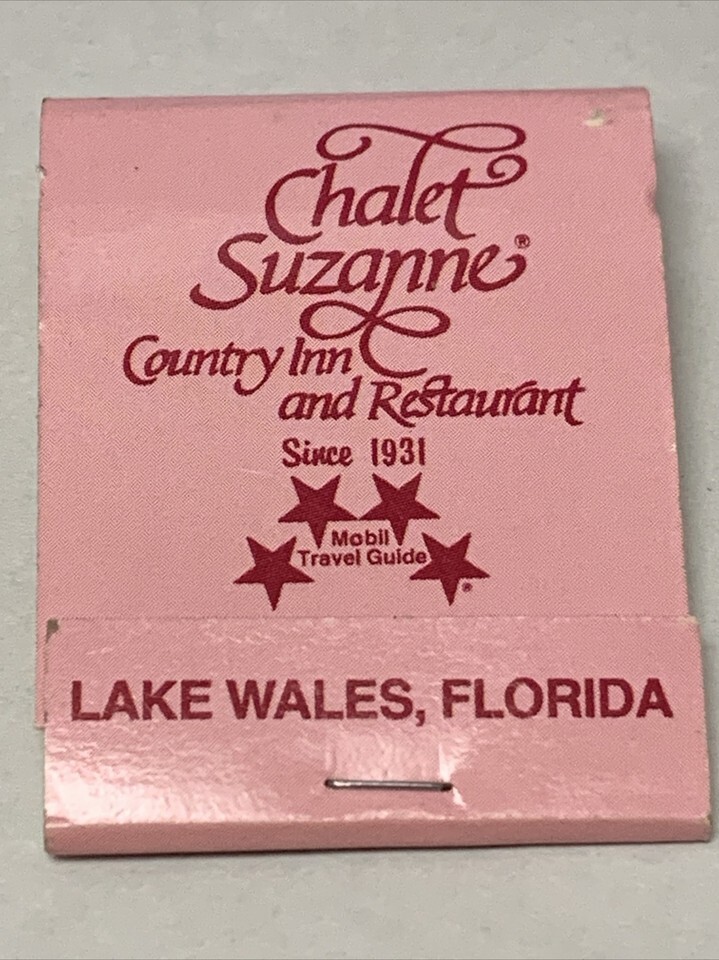 Chalet
Suzanne®
Country Inn
and Restaurant
Since 1931
Mobil
Travel Guide
®
LAKE WALES, FLORIDA